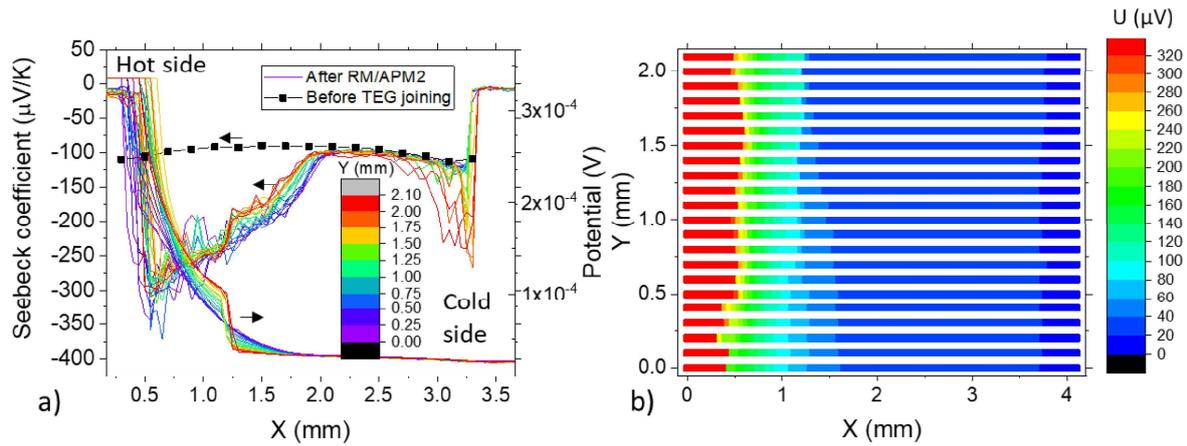 50
0
-50
-100
-150
-200
-250
-300
-350
-400
Seebeck coefficient (µV/K)
Hot side
After RM/APM2
Before TEG joining
Y (mm)
2.10
2.00
1.75
1.25
1.00
0.75
0.50
0.25
0.00
Cold
side
3x10⁻⁴
2x10⁻⁴
1x10⁻⁴
Potential (V)
0.5 1.0 1.5 2.0 2.5 3.0 3.5
X (mm)
a)
2.0
1.5
1.0
0.5
0.0
Y (mm)
0 1 2 3 4
X (mm)
b)
U (µV)
320
300
280
260
240
220
200
180
160
140
120
100
80
60
40
20
0